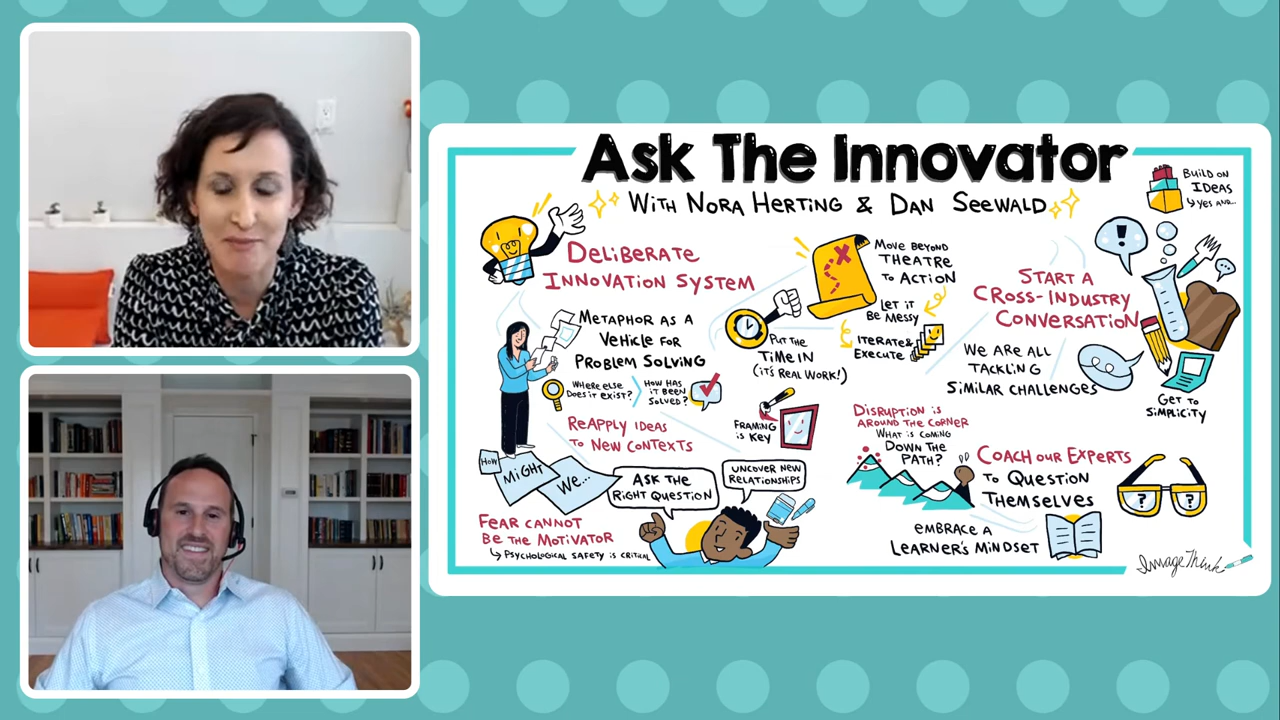 Ask The Innovator
With Nora Herting & Dan Seewald
Build on
Ideas
Yes and...
Deliberate
Innovation System
Metaphor as a
Vehicle for
Problem Solving
Where else
does it exist?
How has
it been
solved?
Reapply Ideas
to New Contexts
How
Might
We...
Ask the
Right Question
Uncover New
Relationships
Fear cannot
be the Motivator
Psychological safety is critical
Move Beyond
Theatre
to Action
Let it
be Messy
Iterate &
Execute
Put the
Time in
(it's real work!)
Framing
is Key
Start a
Cross-Industry
Conversation
We are all
tackling
similar challenges
Get to
Simplicity
Disruption is
around the corner
What is coming
down the
path?
Coach our Experts
to Question
Themselves
Embrace a
Learner's Mindset
ImageThink